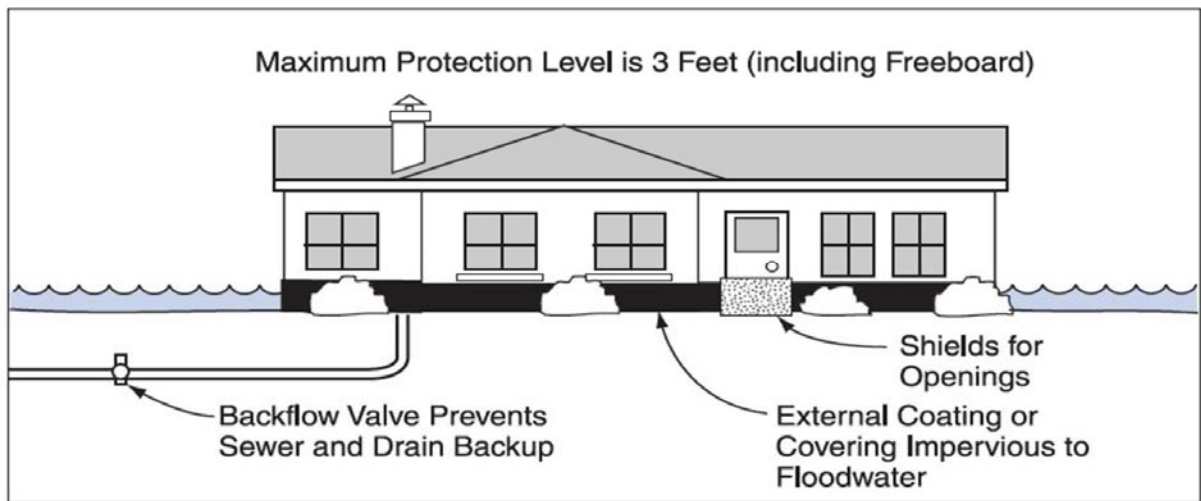 Maximum Protection Level is 3 Feet (including Freeboard)
Shields for
Openings
Backflow Valve Prevents
Sewer and Drain Backup
External Coating or
Covering Impervious to
Floodwater